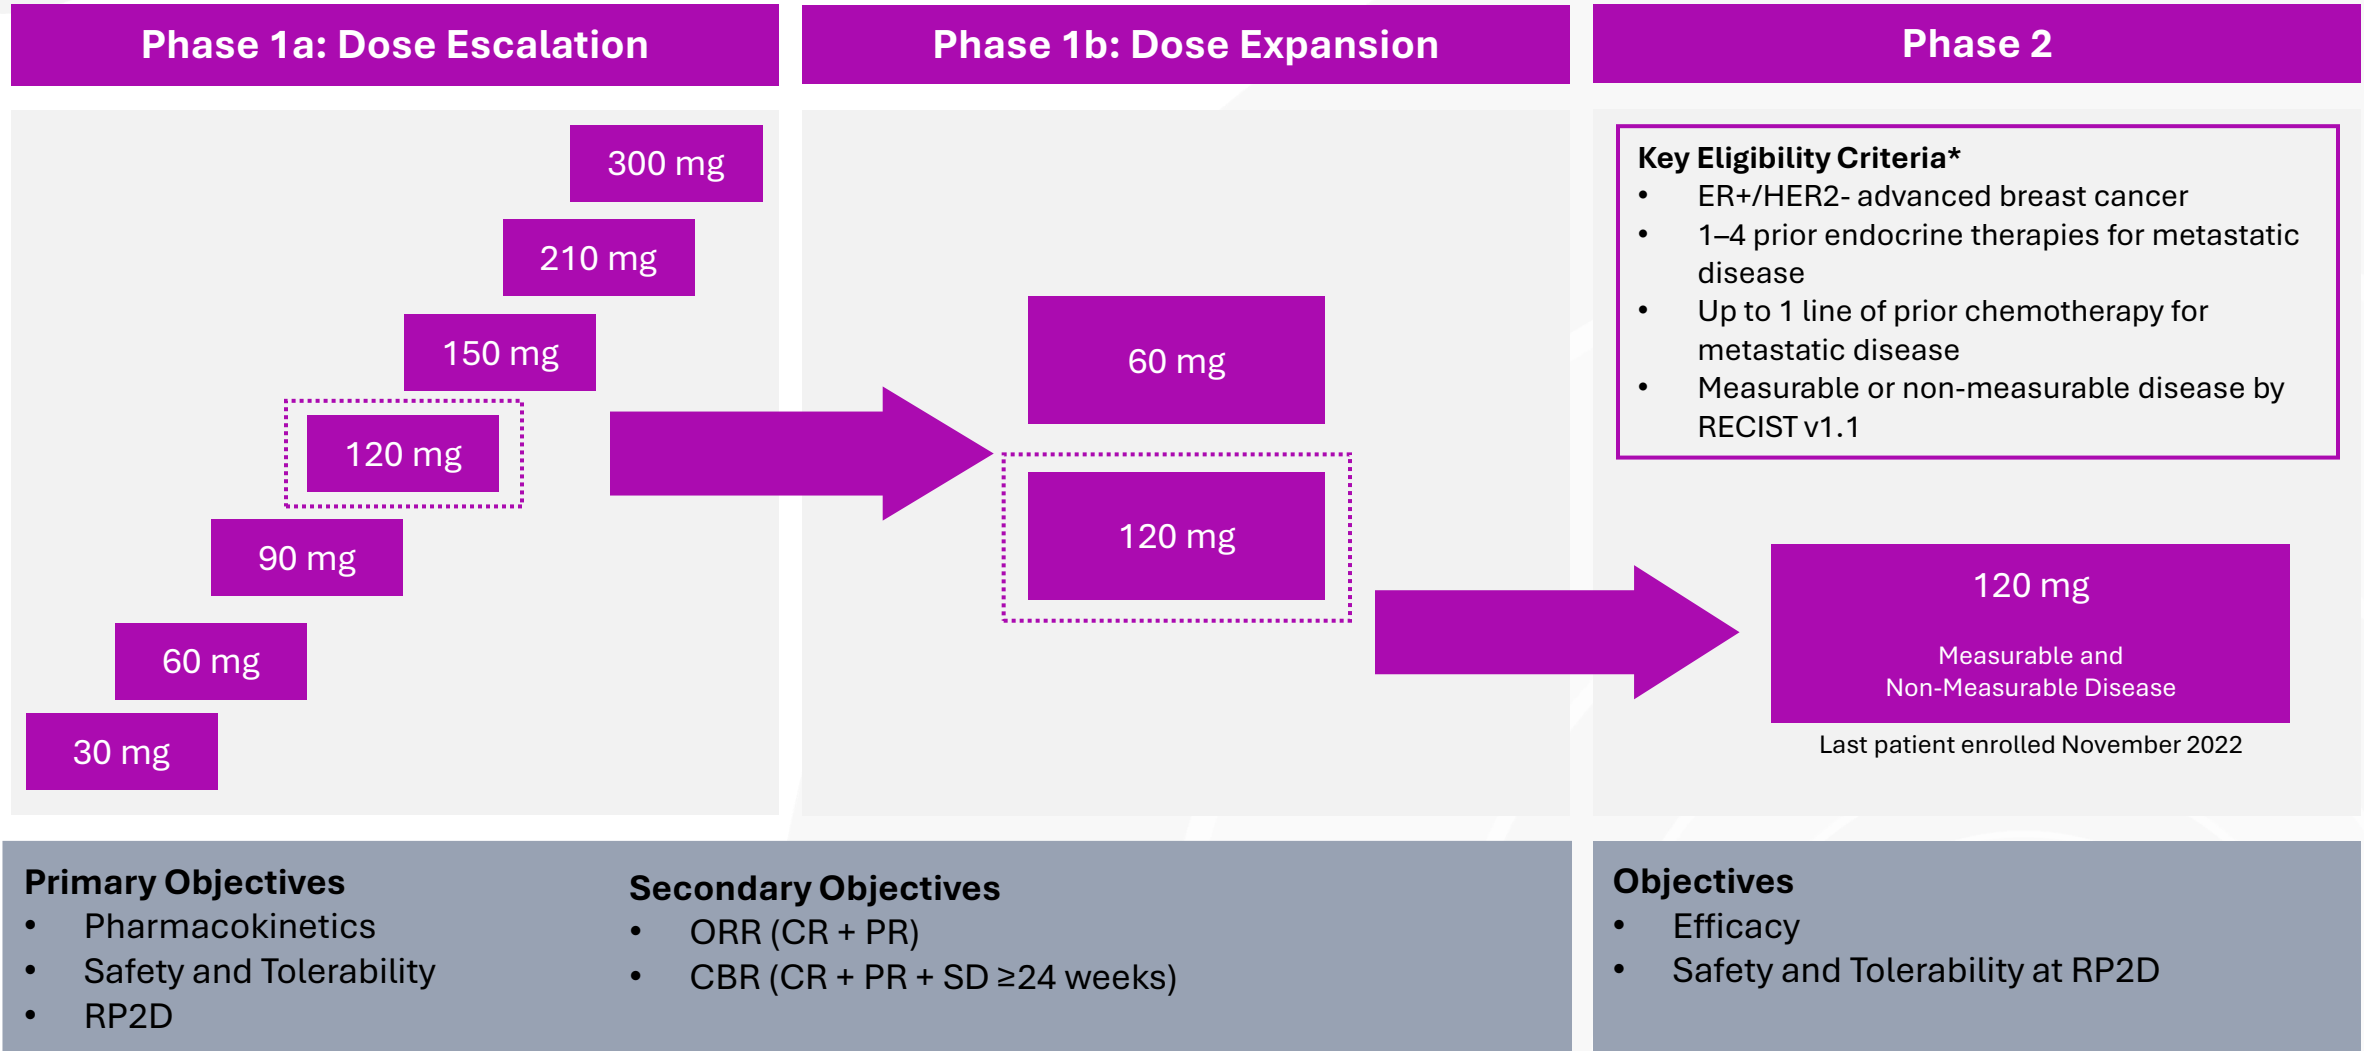 Phase 1a: Dose Escalation
300 mg
210 mg
150 mg
120 mg
90 mg
60 mg
30 mg
Phase 1b: Dose Expansion
60 mg
120 mg
Phase 2
Key Eligibility Criteria*
• ER+/HER2- advanced breast cancer
• 1–4 prior endocrine therapies for metastatic
disease
• Up to 1 line of prior chemotherapy for
metastatic disease
• Measurable or non-measurable disease by
RECIST v1.1
120 mg
Measurable and
Non-Measurable Disease
Last patient enrolled November 2022
Primary Objectives
• Pharmacokinetics
• Safety and Tolerability
• RP2D
Secondary Objectives
• ORR (CR + PR)
• CBR (CR + PR + SD ≥24 weeks)
Objectives
• Efficacy
• Safety and Tolerability at RP2D